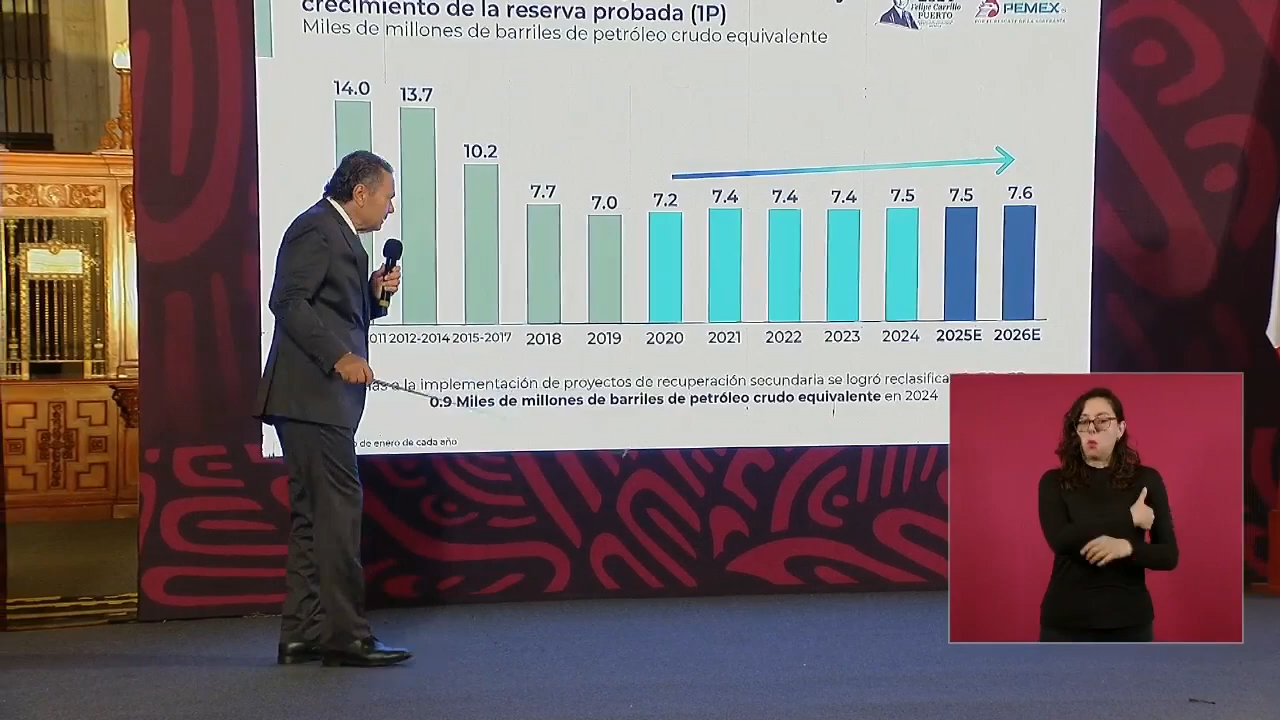 crecimiento de la reserva probada (1P)
Miles de millones de barriles de petróleo crudo equivalente
Felipe Carrillo
PUERTO
PEMEX
14.0
13.7
10.2
7.7
7.0
7.2
7.4
7.4
7.4
7.5
7.5
7.6
011 2012-2014 2015-2017 2018 2019 2020 2021 2022 2023 2024 2025E 2026E
a la implementación de proyectos de recuperación secundaria se logró reclasifica
0.9 Miles de millones de barriles de petróleo crudo equivalente en 2024
de enero de cada año